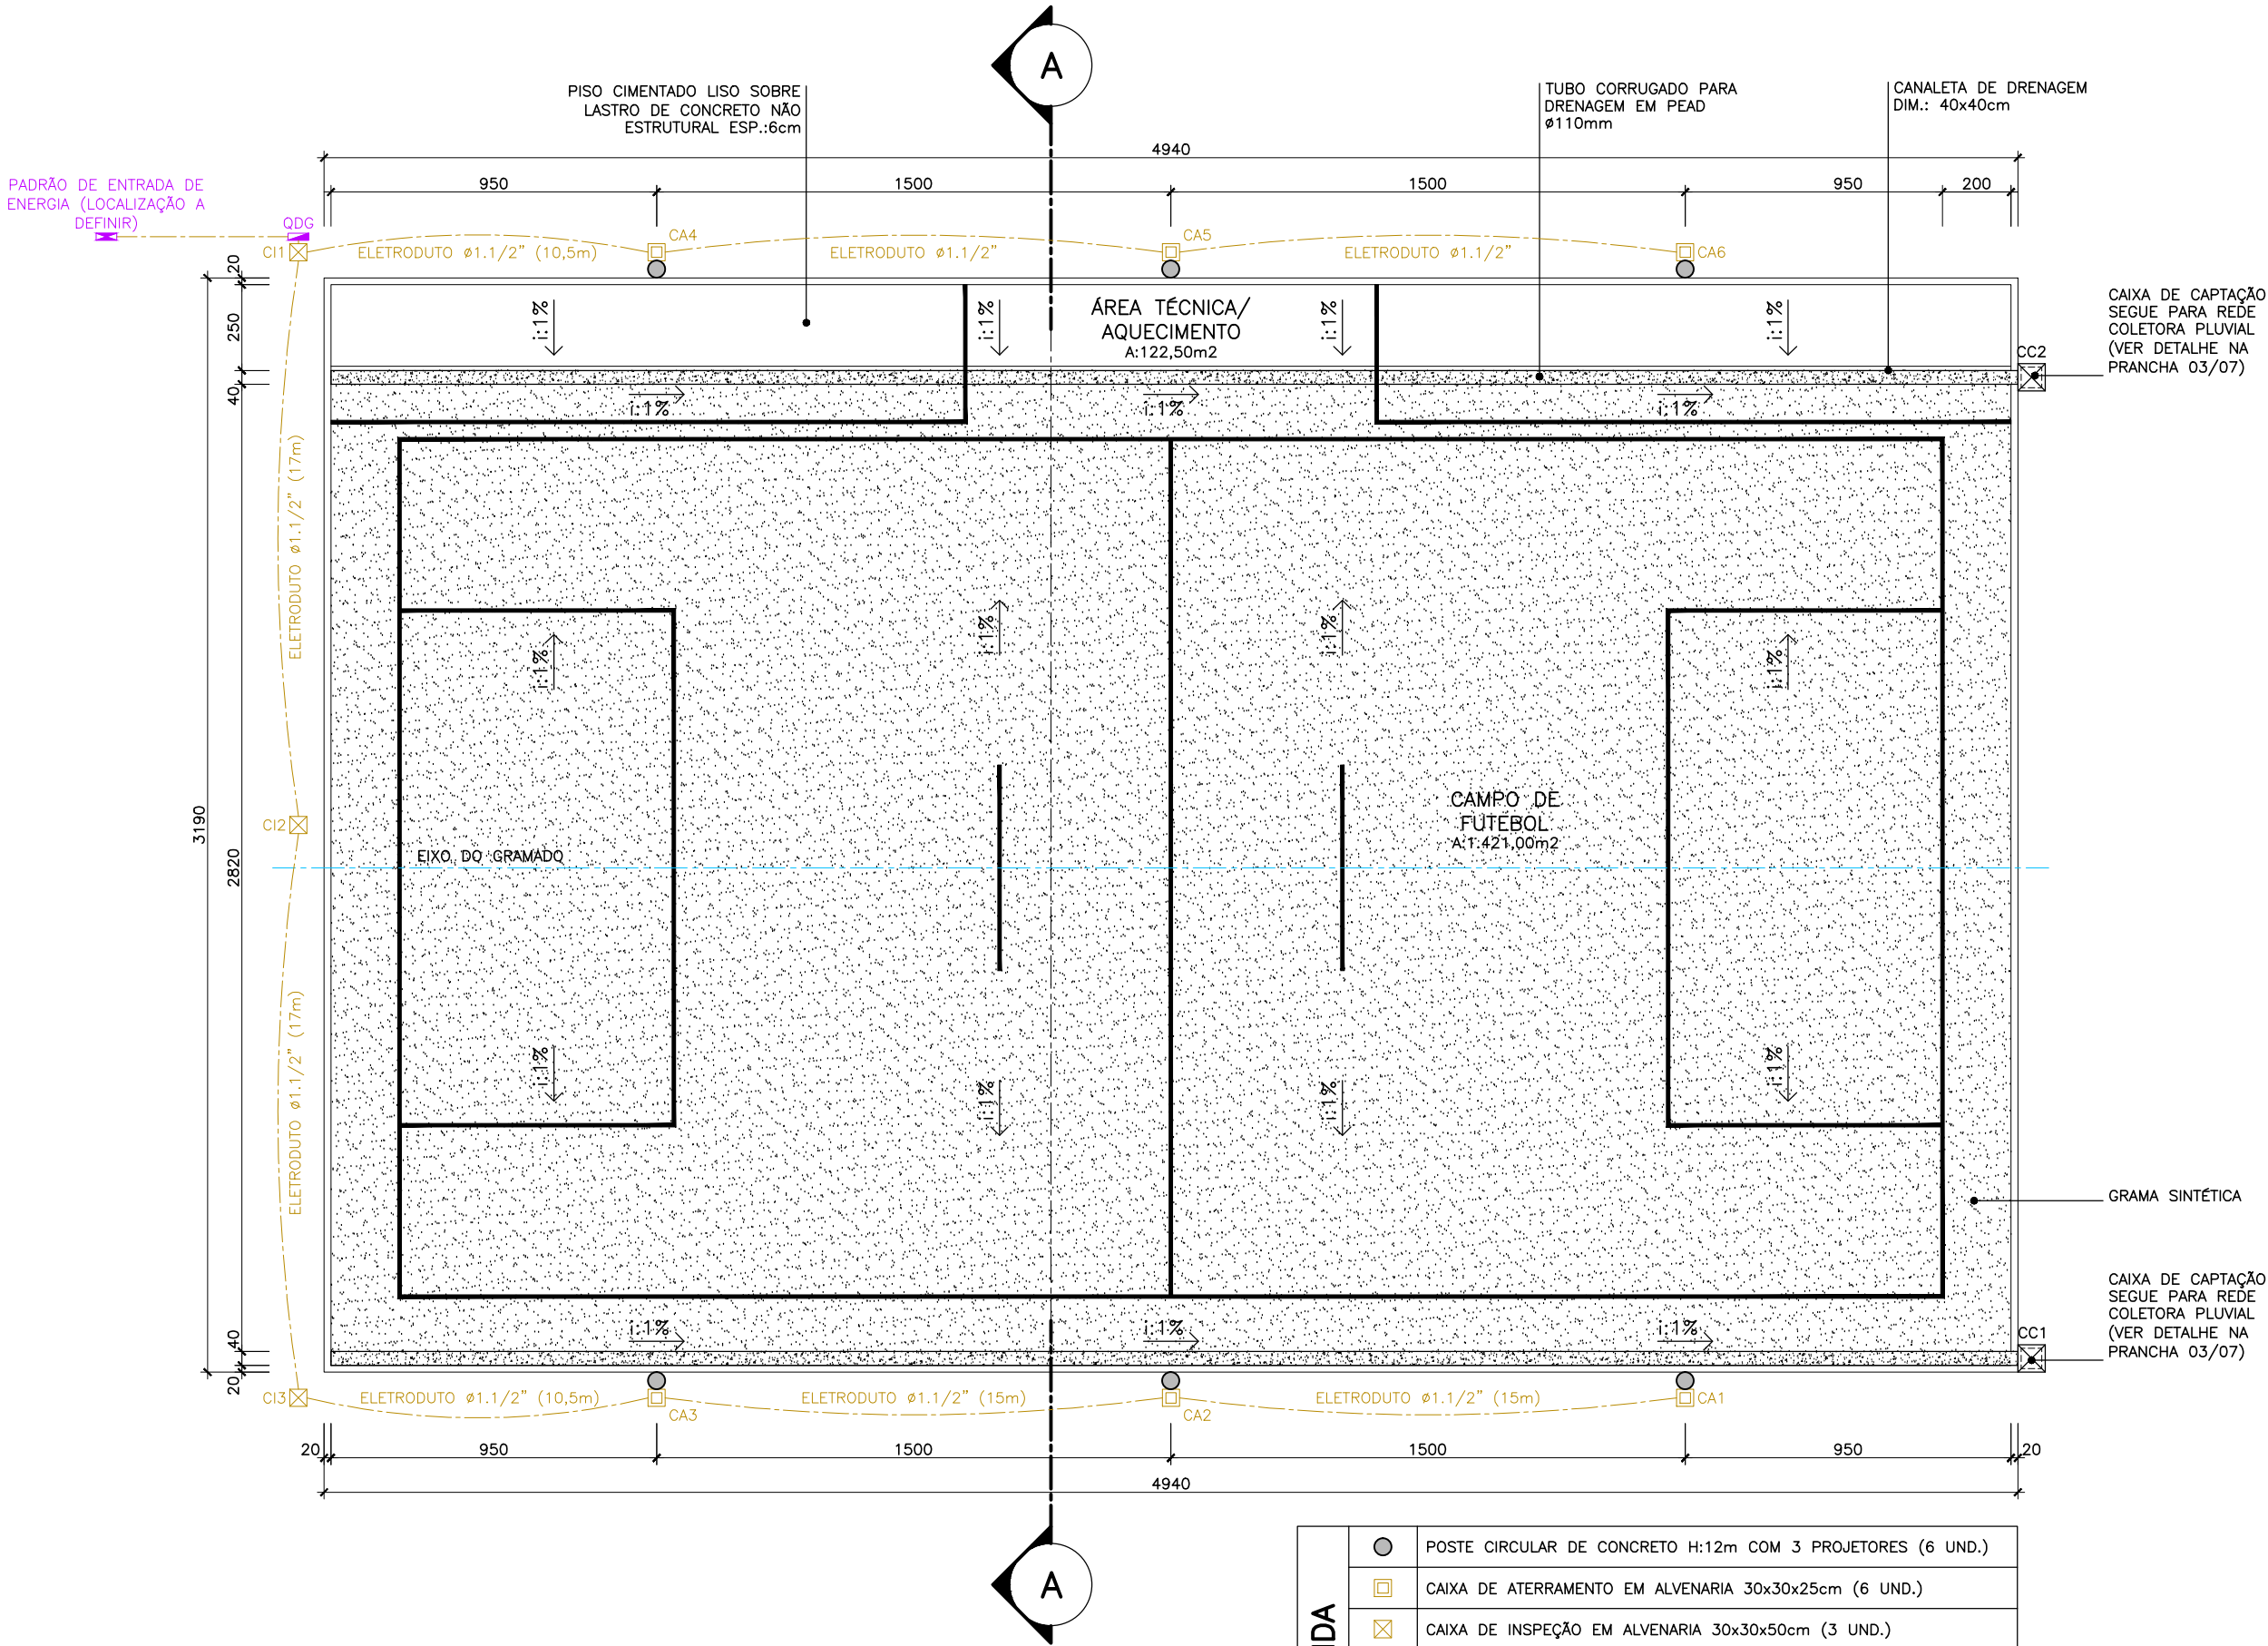 A
PISO CIMENTADO LISO SOBRE
LASTRO DE CONCRETO NÃO
ESTRUTURAL ESP.:6cm
TUBO CORRUGADO PARA
DRENAGEM EM PEAD
ø110mm
CANALETA DE DRENAGEM
DIM.: 40x40cm
4940
950
1500
1500
950
200
PADRÃO DE ENTRADA DE
ENERGIA (LOCALIZAÇÃO A
DEFINIR)
QDG
CI1
ELETRODUTO ø1.1/2" (10,5m)
CA4
ELETRODUTO ø1.1/2"
CA5
ELETRODUTO ø1.1/2"
CA6
20
250
40
3190
2820
40
20
i:1%
i:1%
ÁREA TÉCNICA/
AQUECIMENTO
A:122,50m2
i:1%
i:1%
CAIXA DE CAPTAÇÃO
SEGUE PARA REDE
COLETORA PLUVIAL
(VER DETALHE NA
PRANCHA 03/07)
CC2
i:1%
i:1%
i:1%
ELETRODUTO ø1.1/2" (17m)
i:1%
i:1%
i:1%
i:1%
CI2
CAMPO DE
FUTEBOL
A:1.421,00m2
EIXO DO GRAMADO
ELETRODUTO ø1.1/2" (17m)
i:1%
i:1%
i:1%
i:1%
GRAMA SINTÉTICA
CAIXA DE CAPTAÇÃO
SEGUE PARA REDE
COLETORA PLUVIAL
(VER DETALHE NA
PRANCHA 03/07)
CC1
i:1%
i:1%
i:1%
CI3
ELETRODUTO ø1.1/2" (10,5m)
CA3
ELETRODUTO ø1.1/2" (15m)
CA2
ELETRODUTO ø1.1/2" (15m)
CA1
20
950
1500
1500
950
20
4940
A
POSTE CIRCULAR DE CONCRETO H:12m COM 3 PROJETORES (6 UND.)
CAIXA DE ATERRAMENTO EM ALVENARIA 30x30x25cm (6 UND.)
CAIXA DE INSPEÇÃO EM ALVENARIA 30x30x50cm (3 UND.)